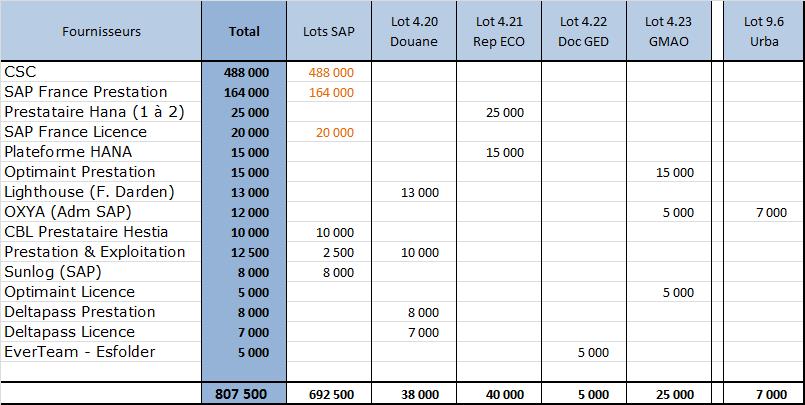 Fournisseurs Total Lots SAP Lot 4.20 Douane Lot 4.21 Rep ECO Lot 4.22 Doc GED Lot 4.23 GMAO Lot 9.6 Urba
CSC 488 000 488 000
SAP France Prestation 164 000 164 000
Prestataire Hana (1 à 2) 25 000 25 000
SAP France Licence 20 000 20 000
Plateforme HANA 15 000 15 000
Optimaint Prestation 15 000 15 000
Lighthouse (F. Darden) 13 000 13 000
OXYA (Adm SAP) 12 000 5 000 7 000
CBL Prestataire Hestia 10 000 10 000
Prestation & Exploitation 12 500 2 500 10 000
Sunlog (SAP) 8 000 8 000
Optimaint Licence 5 000 5 000
Deltapass Prestation 8 000 8 000
Deltapass Licence 7 000 7 000
EverTeam - Esfolder 5 000 5 000
807 500 692 500 38 000 40 000 5 000 25 000 7 000